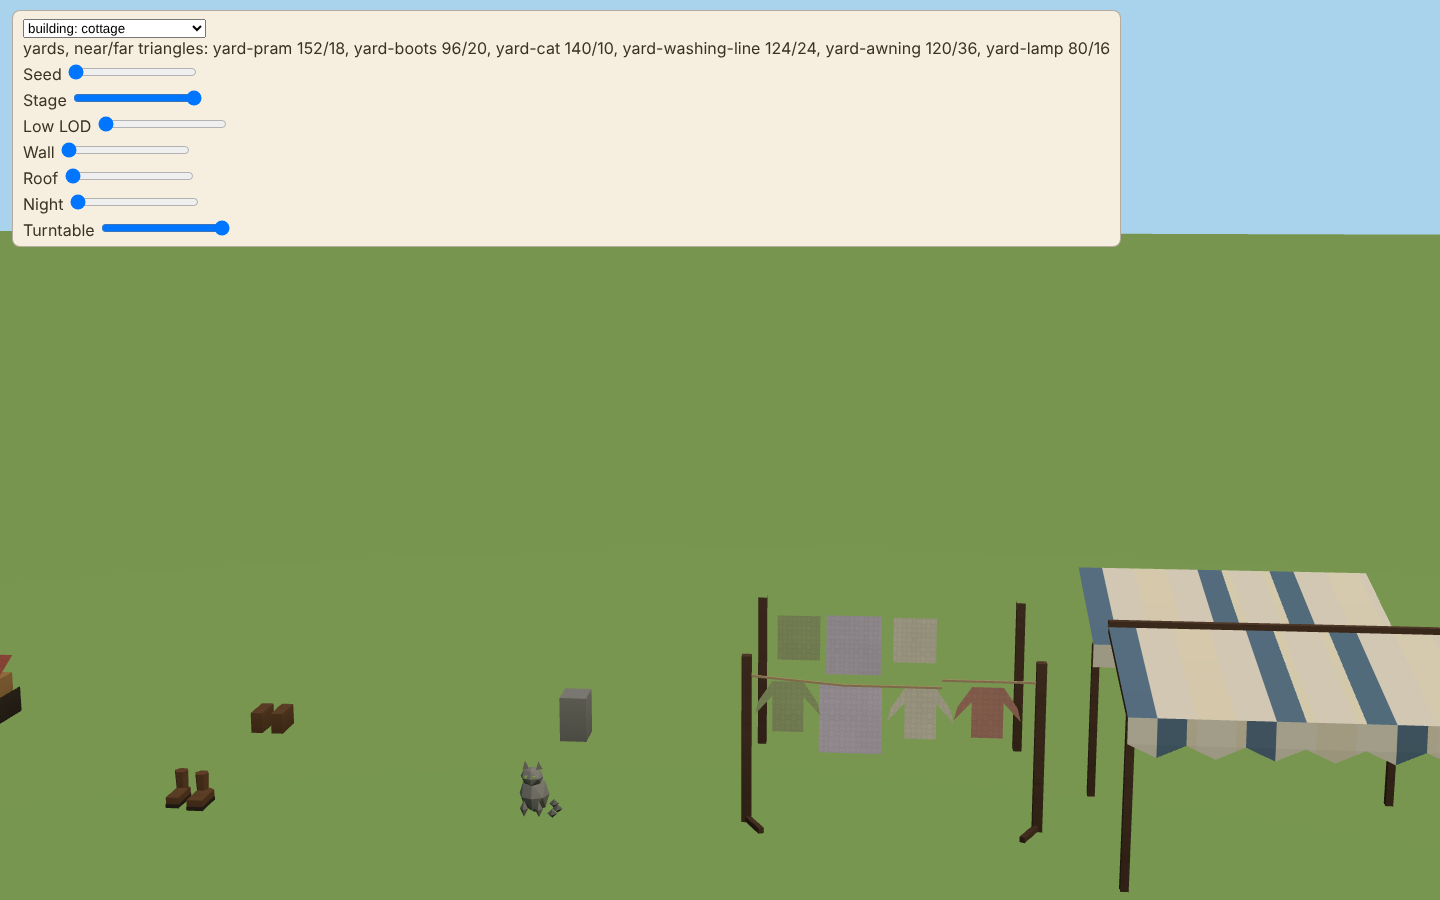 building: cottage
yards, near/far triangles: yard-pram 152/18, yard-boots 96/20, yard-cat 140/10, yard-washing-line 124/24, yard-awning 120/36, yard-lamp 80/16
Seed
Stage
Low LOD
Wall
Roof
Night
Turntable